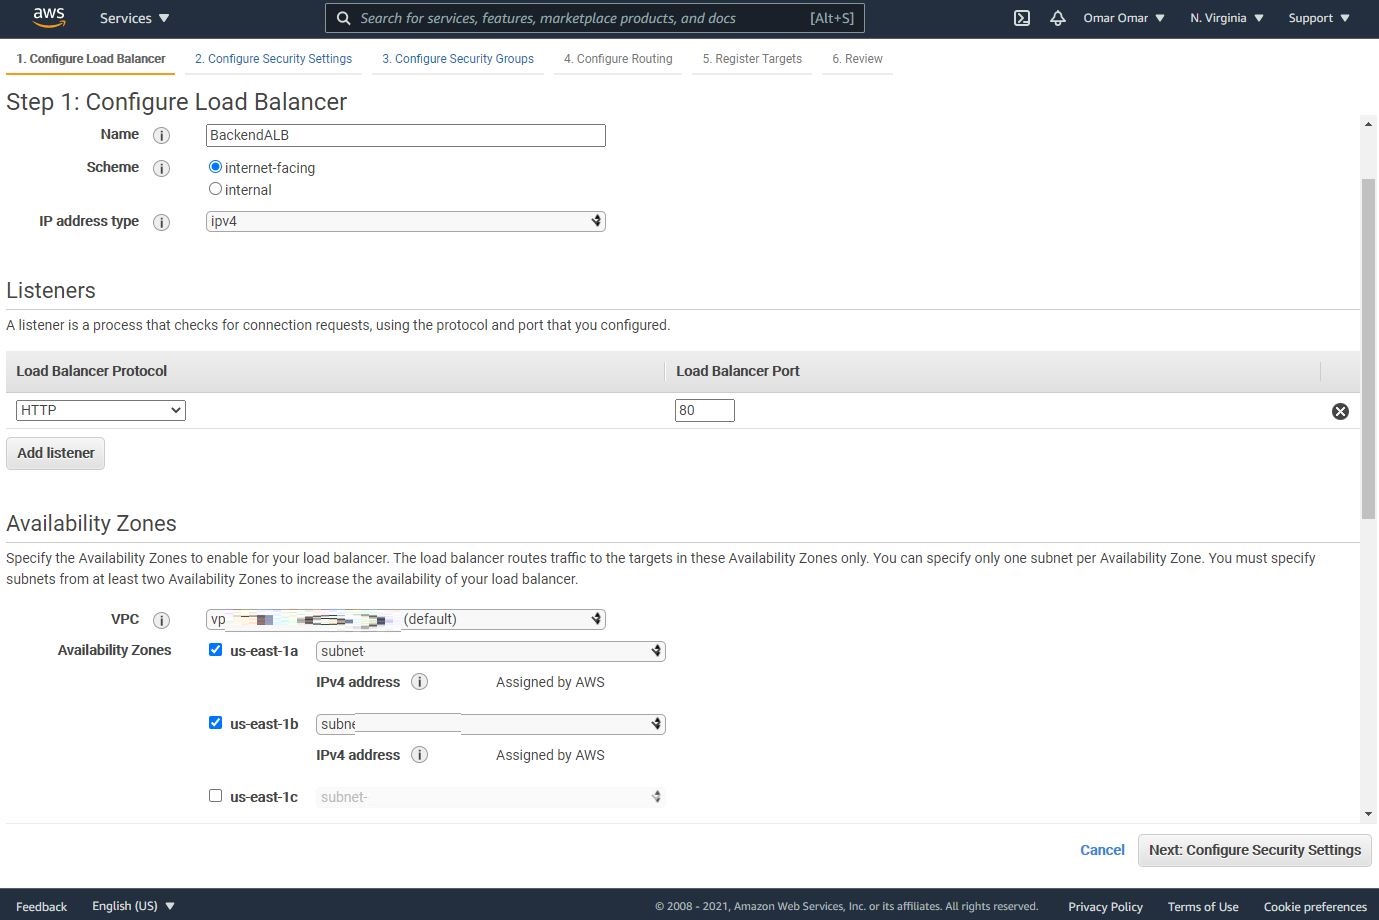 aws Services Search for services, features, marketplace products, and docs [Alt+S] Omar Omar N. Virginia Support
1. Configure Load Balancer 2. Configure Security Settings 3. Configure Security Groups 4. Configure Routing 5. Register Targets 6. Review
Step 1: Configure Load Balancer
Name i BackendALB
Scheme i internet-facing
internal
IP address type i ipv4
Listeners
A listener is a process that checks for connection requests, using the protocol and port that you configured.
Load Balancer Protocol Load Balancer Port
HTTP 80
Add listener
Availability Zones
Specify the Availability Zones to enable for your load balancer. The load balancer routes traffic to the targets in these Availability Zones only. You can specify only one subnet per Availability Zone. You must specify
subnets from at least two Availability Zones to increase the availability of your load balancer.
VPC i vp (default)
Availability Zones us-east-1a subnet-
IPv4 address i Assigned by AWS
us-east-1b subne
IPv4 address i Assigned by AWS
us-east-1c subnet-
Cancel Next: Configure Security Settings
Feedback English (US) © 2008 - 2021, Amazon Web Services, Inc. or its affiliates. All rights reserved. Privacy Policy Terms of Use Cookie preferences